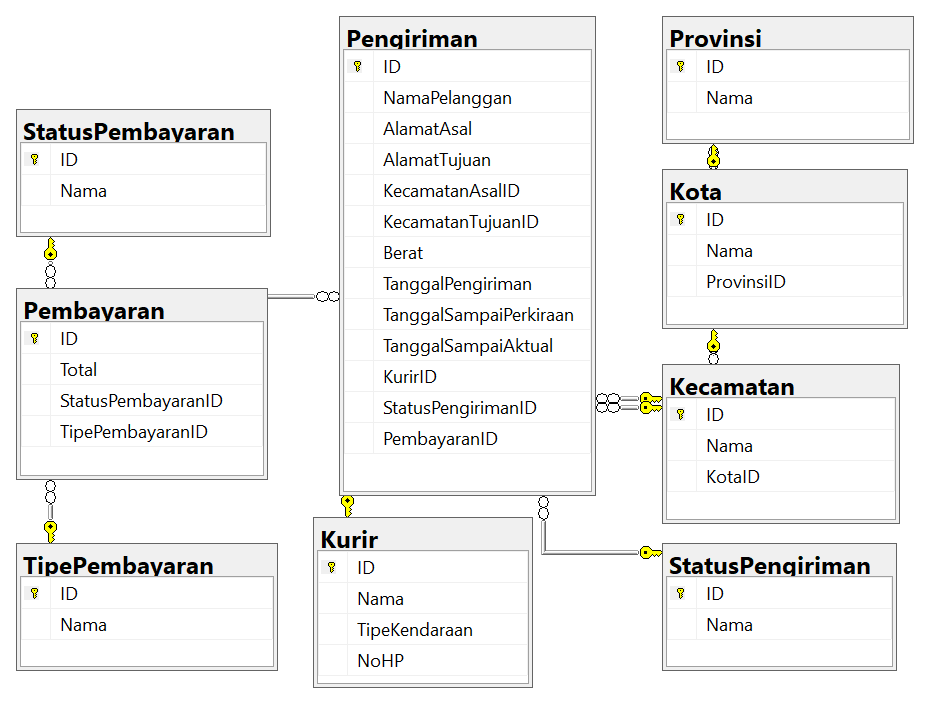 StatusPembayaran
ID
Nama
Pembayaran
ID
Total
StatusPembayaranID
TipePembayaranID
TipePembayaran
ID
Nama
Pengiriman
ID
NamaPelanggan
AlamatAsal
AlamatTujuan
KecamatanAsalID
KecamatanTujuanID
Berat
TanggalPengiriman
TanggalSampaiPerkiraan
TanggalSampaiAktual
KurirID
StatusPengirimanID
PembayaranID
Kurir
ID
Nama
TipeKendaraan
NoHP
Provinsi
ID
Nama
Kota
ID
Nama
ProvinsiID
Kecamatan
ID
Nama
KotaID
StatusPengiriman
ID
Nama